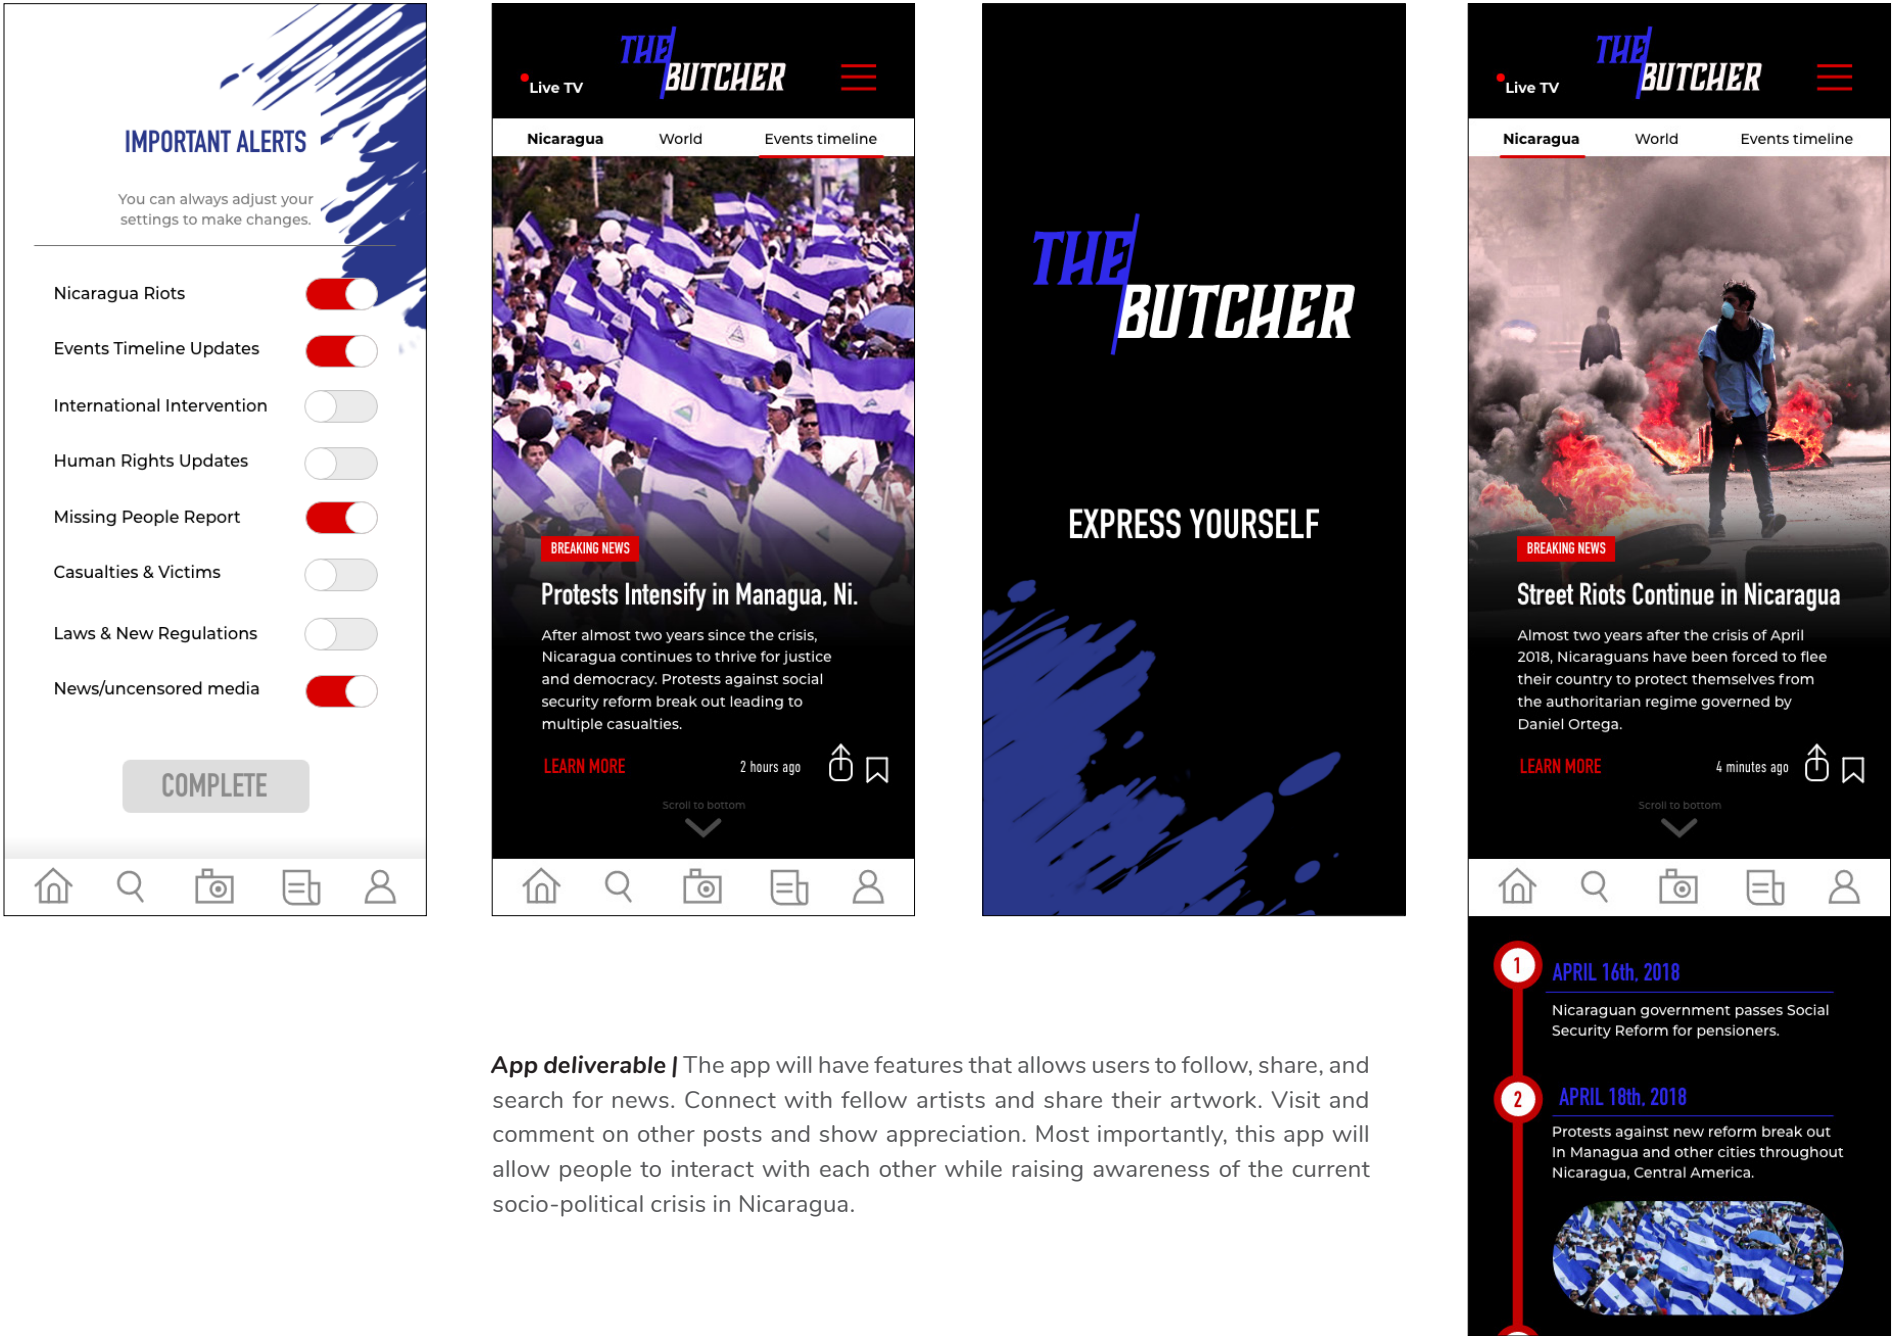 IMPORTANT ALERTS
You can always adjust your
settings to make changes.
Nicaragua Riots
Events Timeline Updates
International Intervention
Human Rights Updates
Missing People Report
Casualties & Victims
Laws & New Regulations
News/uncensored media
COMPLETE
THE
BUTCHER
Live TV
Nicaragua World Events timeline
BREAKING NEWS
Protests Intensify in Managua, Ni.
After almost two years since the crisis,
Nicaragua continues to thrive for justice
and democracy. Protests against social
security reform break out leading to
multiple casualties.
LEARN MORE 2 hours ago
Scroll to bottom
THE
BUTCHER
EXPRESS YOURSELF
THE
BUTCHER
Live TV
Nicaragua World Events timeline
BREAKING NEWS
Street Riots Continue in Nicaragua
Almost two years after the crisis of April
2018, Nicaraguans have been forced to flee
their country to protect themselves from
the authoritarian regime governed by
Daniel Ortega.
LEARN MORE 4 minutes ago
Scroll to bottom
1 APRIL 16th, 2018
Nicaraguan government passes Social
Security Reform for pensioners.
2 APRIL 18th, 2018
Protests against new reform break out
In Managua and other cities throughout
Nicaragua, Central America.
App deliverable | The app will have features that allows users to follow, share, and
search for news. Connect with fellow artists and share their artwork. Visit and
comment on other posts and show appreciation. Most importantly, this app will
allow people to interact with each other while raising awareness of the current
socio-political crisis in Nicaragua.